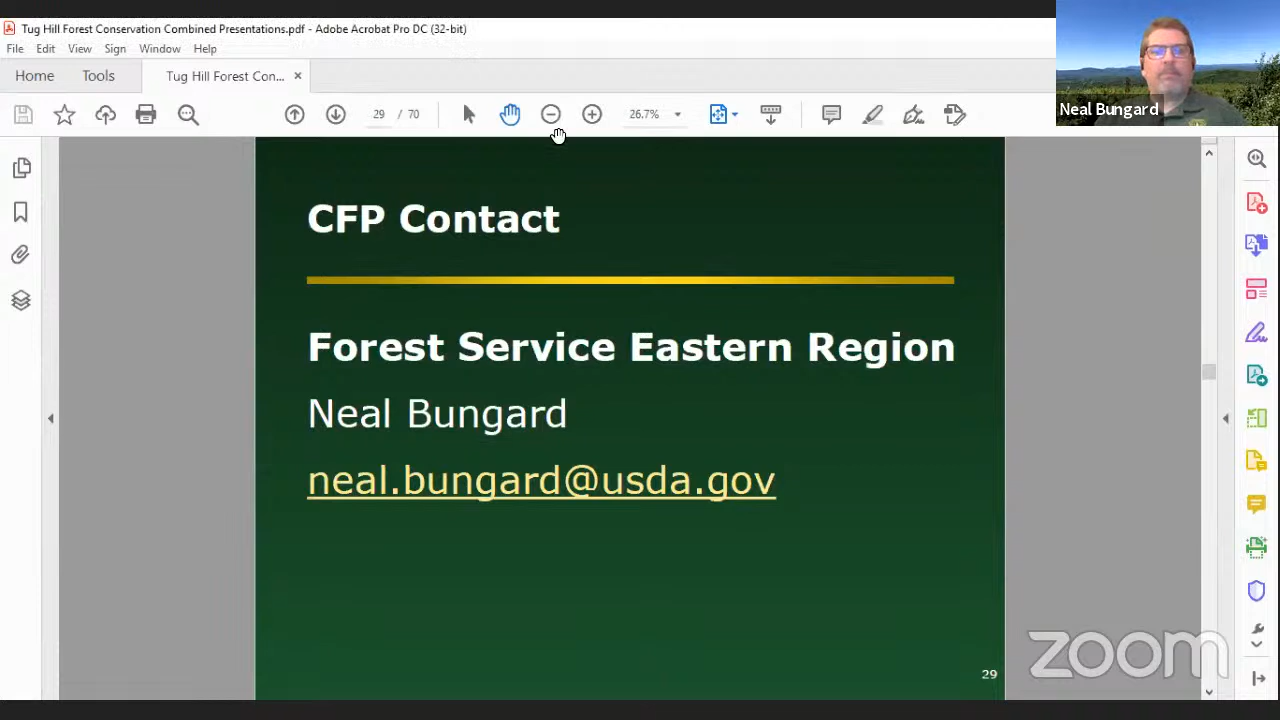 Tug Hill Forest Conservation Combined Presentations.pdf - Adobe Acrobat Pro DC (32-bit)
File Edit View Sign Window Help
Home Tools Tug Hill Forest Con... ×
29 / 70 26.7%
Neal Bungard
CFP Contact
Forest Service Eastern Region
Neal Bungard
neal.bungard@usda.gov
29
zoom